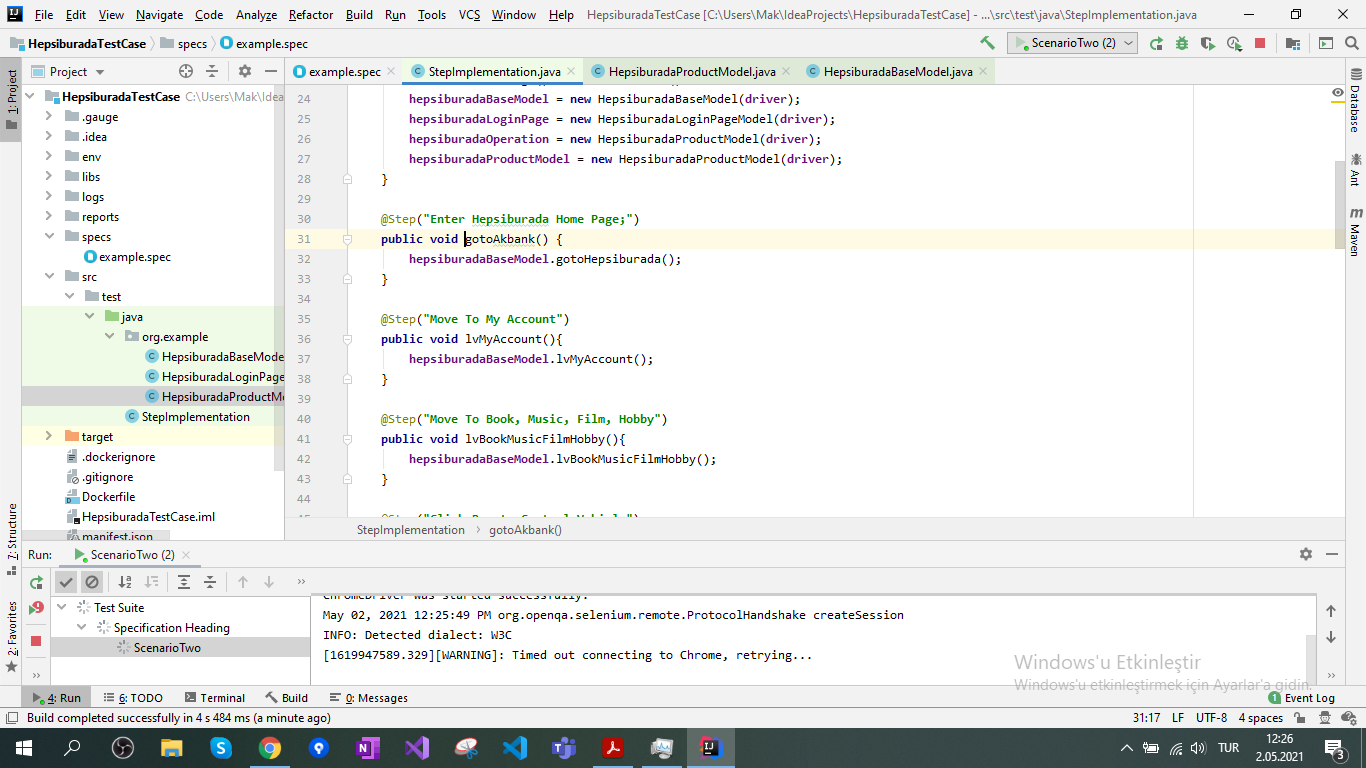 File Edit View Navigate Code Analyze Refactor Build Run Tools VCS Window Help HepsiburadaTestCase [C:\Users\Mak\IdeaProjects\HepsiburadaTestCase] - ...\src\test\java\StepImplementation.java
HepsiburadaTestCase specs example.spec ScenarioTwo (2)
1: Project
Project
example.spec StepImplementation.java HepsiburadaProductModel.java HepsiburadaBaseModel.java
HepsiburadaTestCase C:\Users\Mak\Idea
.gauge
.idea
env
libs
logs
reports
specs
example.spec
src
test
java
org.example
HepsiburadaBaseMode
HepsiburadaLoginPage
HepsiburadaProductMo
StepImplementation
target
.dockerignore
.gitignore
Dockerfile
HepsiburadaTestCase.iml
manifest.json
24 hepsiburadaBaseModel = new HepsiburadaBaseModel(driver);
25 hepsiburadaLoginPage = new HepsiburadaLoginPageModel(driver);
26 hepsiburadaOperation = new HepsiburadaProductModel(driver);
27 hepsiburadaProductModel = new HepsiburadaProductModel(driver);
28 }
29
30 @Step("Enter Hepsiburada Home Page;")
31 public void gotoAkbank() {
32 hepsiburadaBaseModel.gotoHepsiburada();
33 }
34
35 @Step("Move To My Account")
36 public void lvMyAccount(){
37 hepsiburadaBaseModel.lvMyAccount();
38 }
39
40 @Step("Move To Book, Music, Film, Hobby")
41 public void lvBookMusicFilmHobby(){
42 hepsiburadaBaseModel.lvBookMusicFilmHobby();
43 }
44
StepImplementation gotoAkbank()
Database
Ant
Maven
7: Structure
2: Favorites
Run: ScenarioTwo (2)
Test Suite
Specification Heading
ScenarioTwo
ChromeDriver was started successfully.
May 02, 2021 12:25:49 PM org.openqa.selenium.remote.ProtocolHandshake createSession
INFO: Detected dialect: W3C
[1619947589.329][WARNING]: Timed out connecting to Chrome, retrying...
Windows'u Etkinleştir
Windows'u etkinleştirmek için Ayarlar'a gidin.
4: Run 6: TODO Terminal Build 0: Messages 1 Event Log
Build completed successfully in 4 s 484 ms (a minute ago) 31:17 LF UTF-8 4 spaces
TUR 12:26
2.05.2021
3